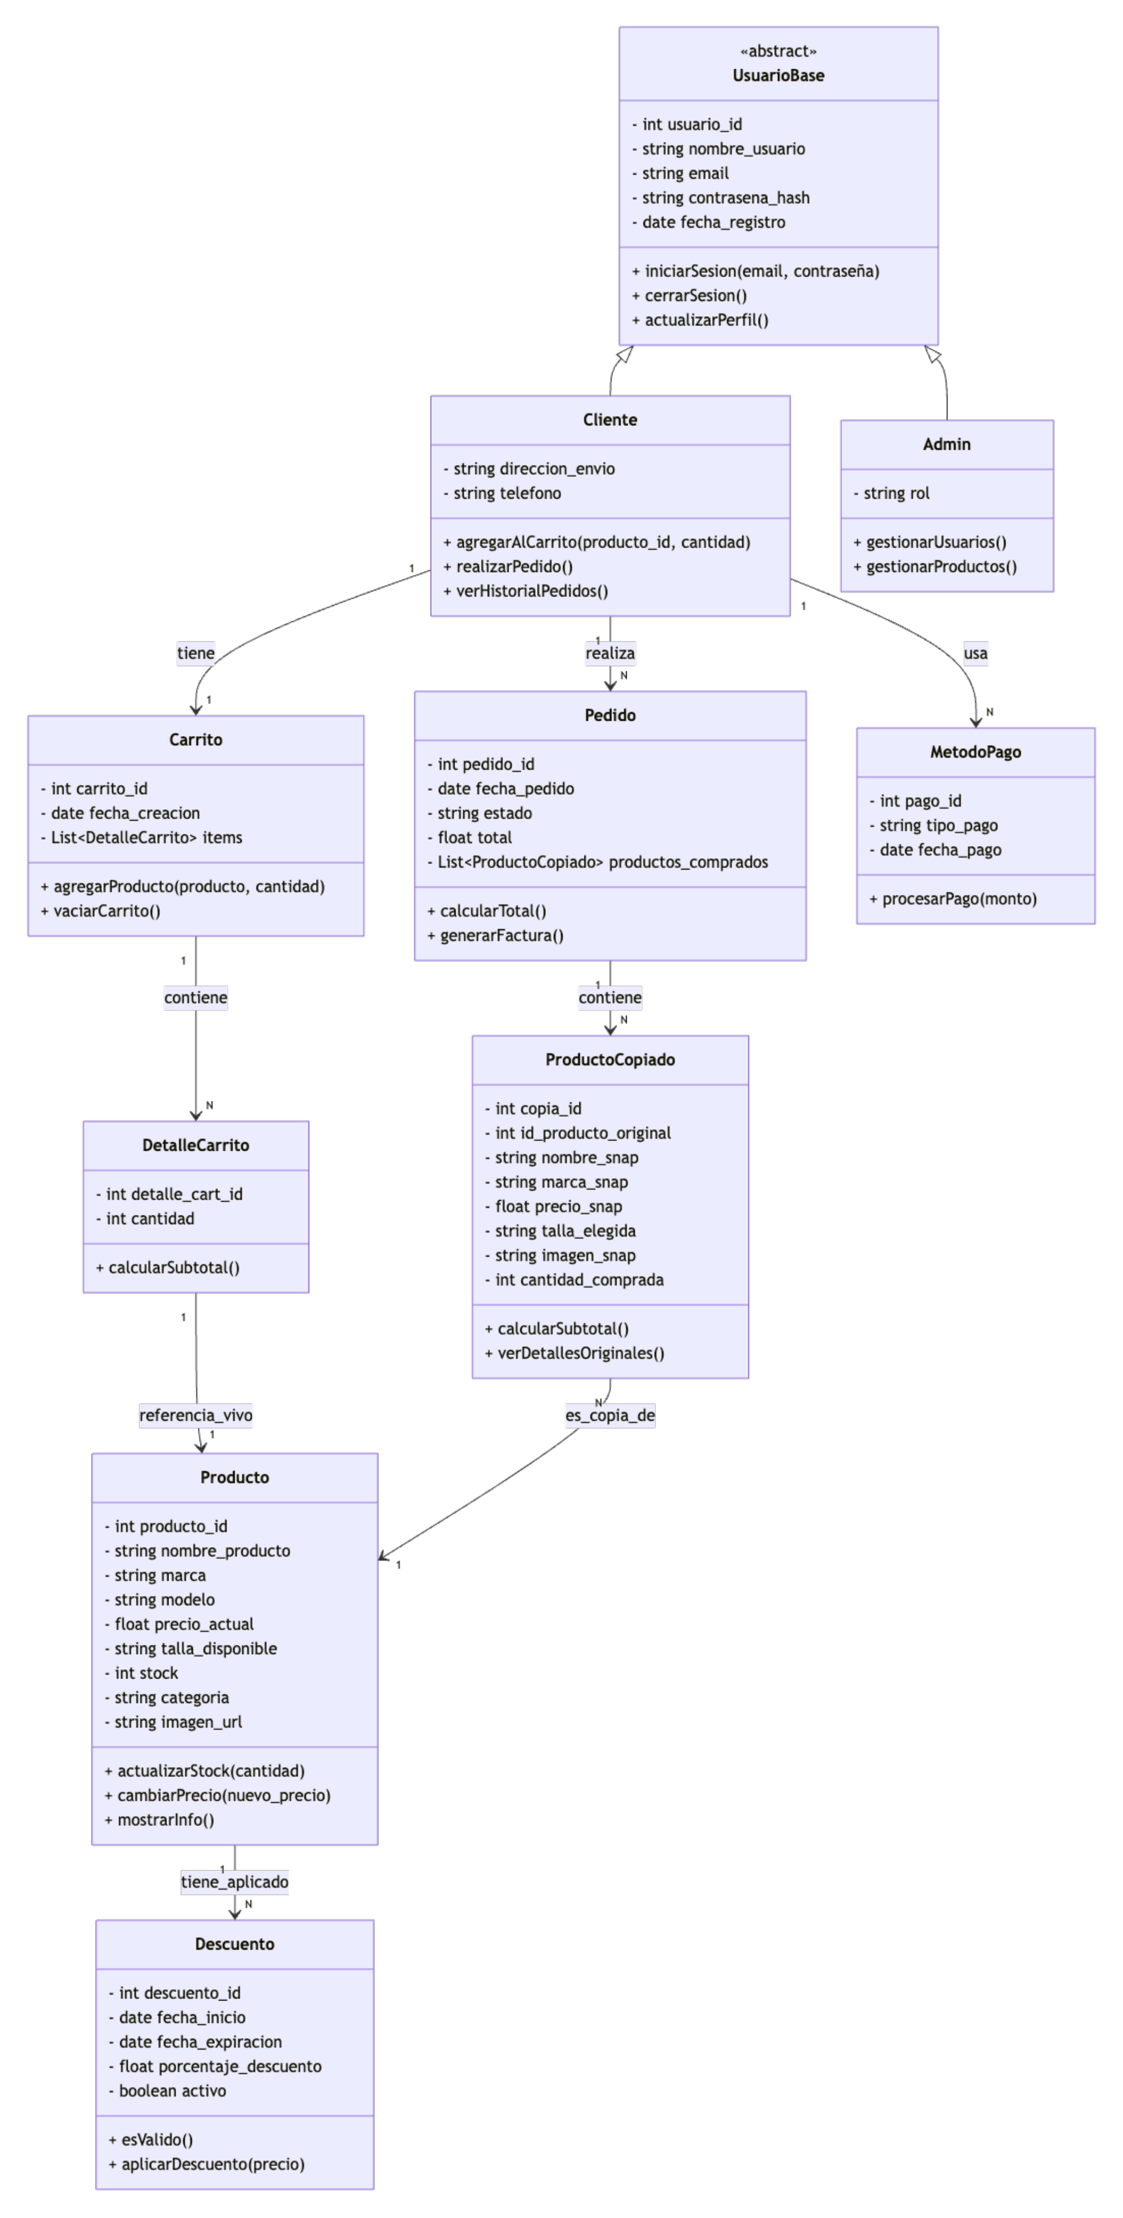 «abstract»
UsuarioBase
- int usuario_id
- string nombre_usuario
- string email
- string contrasena_hash
- date fecha_registro
+ iniciarSesion(email, contraseña)
+ cerrarSesion()
+ actualizarPerfil()
Cliente
- string direccion_envio
- string telefono
+ agregarAlCarrito(producto_id, cantidad)
+ realizarPedido()
+ verHistorialPedidos()
Admin
- string rol
+ gestionarUsuarios()
+ gestionarProductos()
1
tiene
1
1
realiza
N
1
usa
N
Carrito
- int carrito_id
- date fecha_creacion
- List<DetalleCarrito> items
+ agregarProducto(producto, cantidad)
+ vaciarCarrito()
Pedido
- int pedido_id
- date fecha_pedido
- string estado
- float total
- List<ProductoCopiado> productos_comprados
+ calcularTotal()
+ generarFactura()
MetodoPago
- int pago_id
- string tipo_pago
- date fecha_pago
+ procesarPago(monto)
1
contiene
N
1
contiene
N
DetalleCarrito
- int detalle_cart_id
- int cantidad
+ calcularSubtotal()
ProductoCopiado
- int copia_id
- int id_producto_original
- string nombre_snap
- string marca_snap
- float precio_snap
- string talla_elegida
- string imagen_snap
- int cantidad_comprada
+ calcularSubtotal()
+ verDetallesOriginales()
1
referencia_vivo
1
N
es_copia_de
1
Producto
- int producto_id
- string nombre_producto
- string marca
- string modelo
- float precio_actual
- string talla_disponible
- int stock
- string categoria
- string imagen_url
+ actualizarStock(cantidad)
+ cambiarPrecio(nuevo_precio)
+ mostrarInfo()
1
tiene_aplicado
N
Descuento
- int descuento_id
- date fecha_inicio
- date fecha_expiracion
- float porcentaje_descuento
- boolean activo
+ esValido()
+ aplicarDescuento(precio)